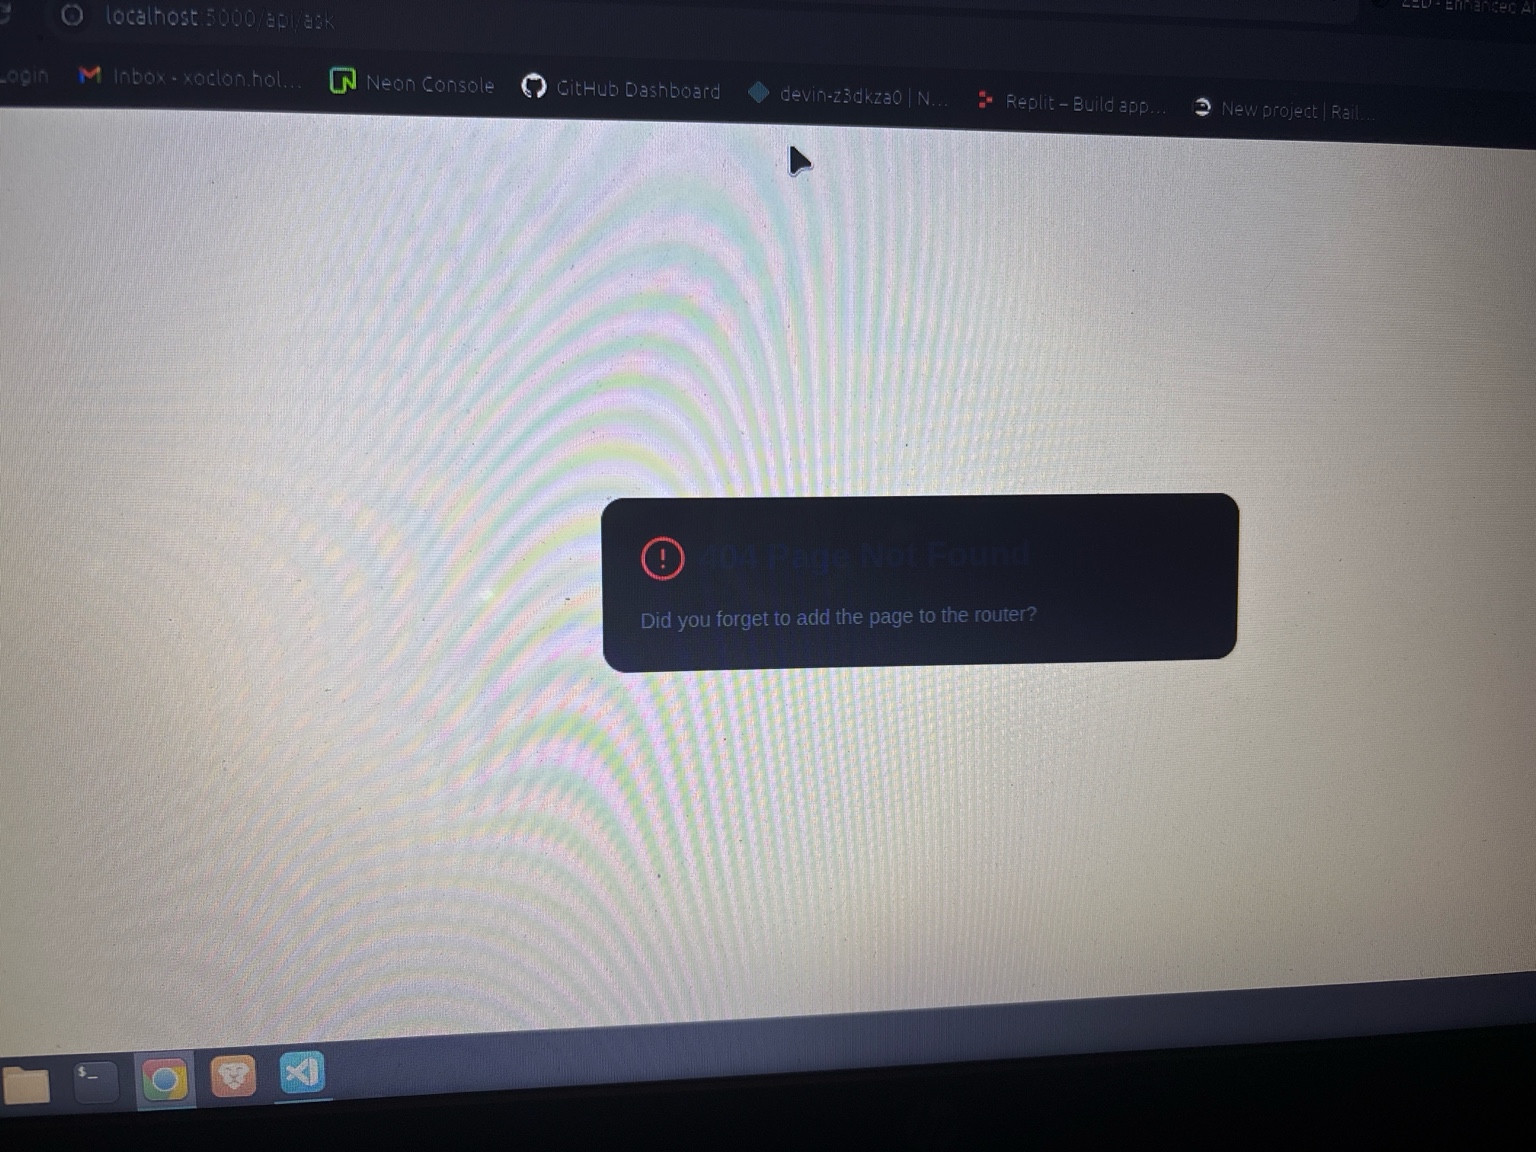 localhost:5000/api/ask
Login
Inbox - xoclon.hol...
Neon Console
GitHub Dashboard
devin-z3dkza0 | N...
Replit – Build app...
New project | Rail...
404 Page Not Found
Did you forget to add the page to the router?
$_